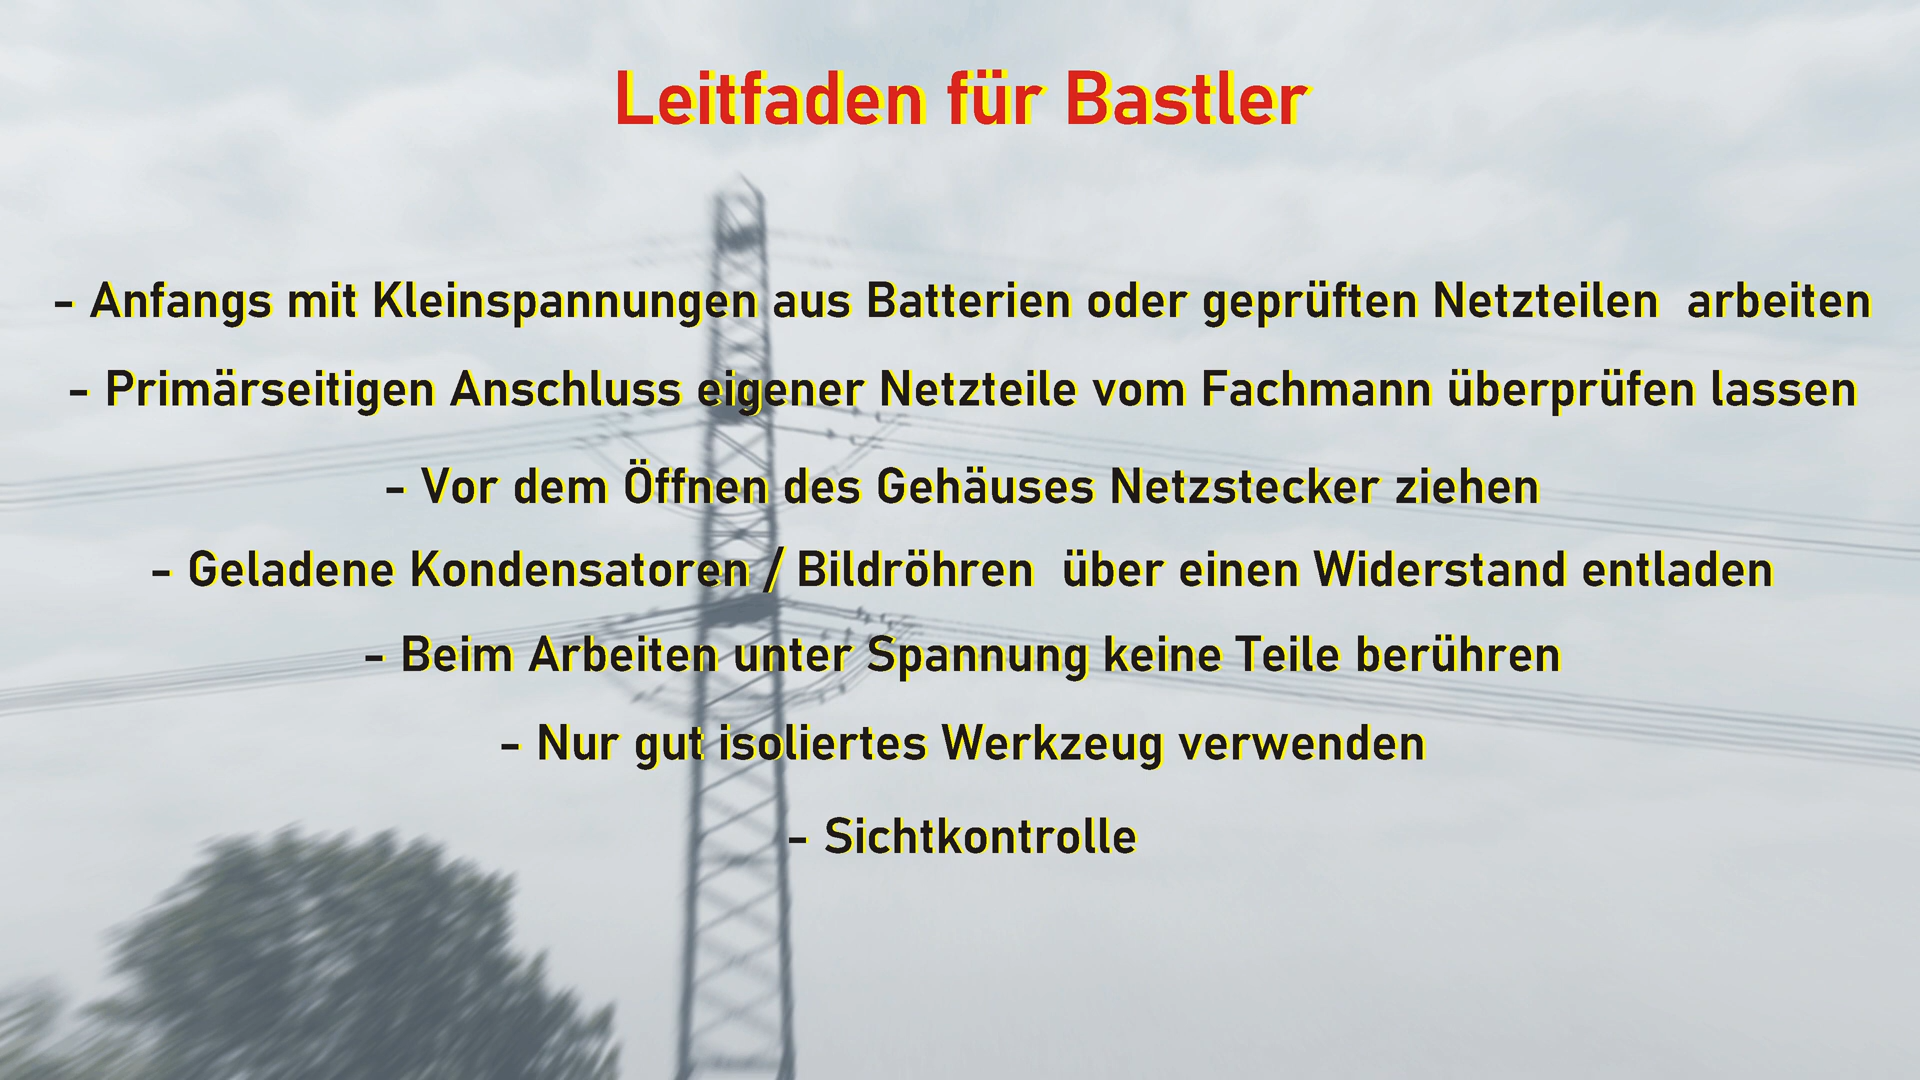 Leitfaden für Bastler
- Anfangs mit Kleinspannungen aus Batterien oder geprüften Netzteilen  arbeiten
- Primärseitigen Anschluss eigener Netzteile vom Fachmann überprüfen lassen
- Vor dem Öffnen des Gehäuses Netzstecker ziehen
- Geladene Kondensatoren / Bildröhren  über einen Widerstand entladen
- Beim Arbeiten unter Spannung keine Teile berühren
- Nur gut isoliertes Werkzeug verwenden
- Sichtkontrolle